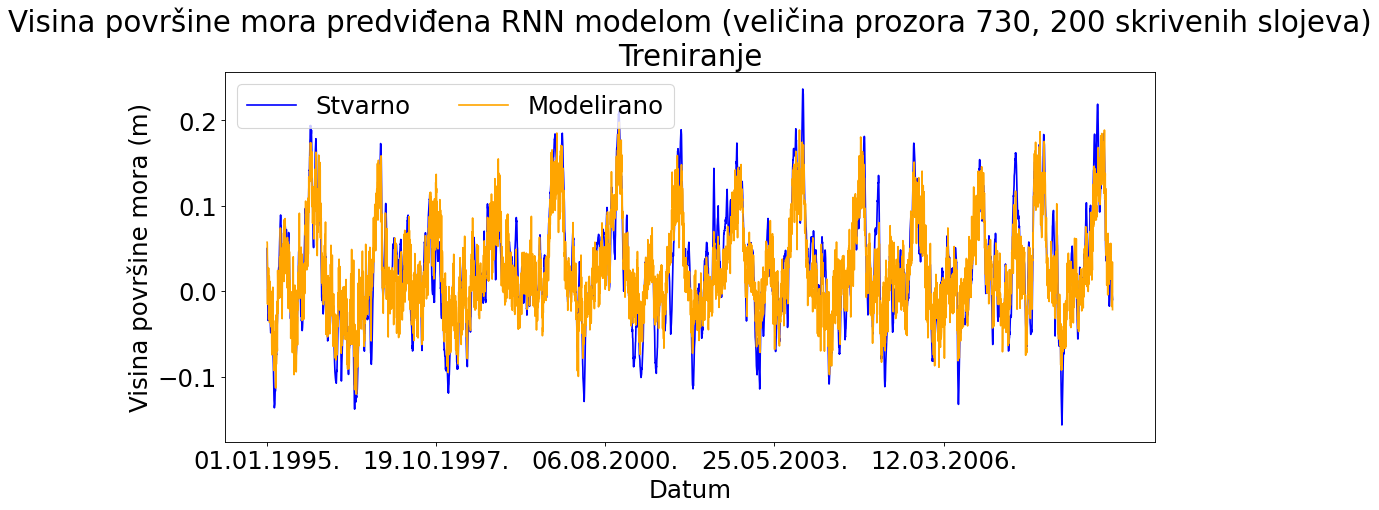 Visina površine mora predviđena RNN modelom (veličina prozora 730, 200 skrivenih slojeva)
Treniranje
Stvarno Modelirano
Visina površine mora (m)
0.2
0.1
0.0
−0.1
01.01.1995. 19.10.1997. 06.08.2000. 25.05.2003. 12.03.2006.
Datum